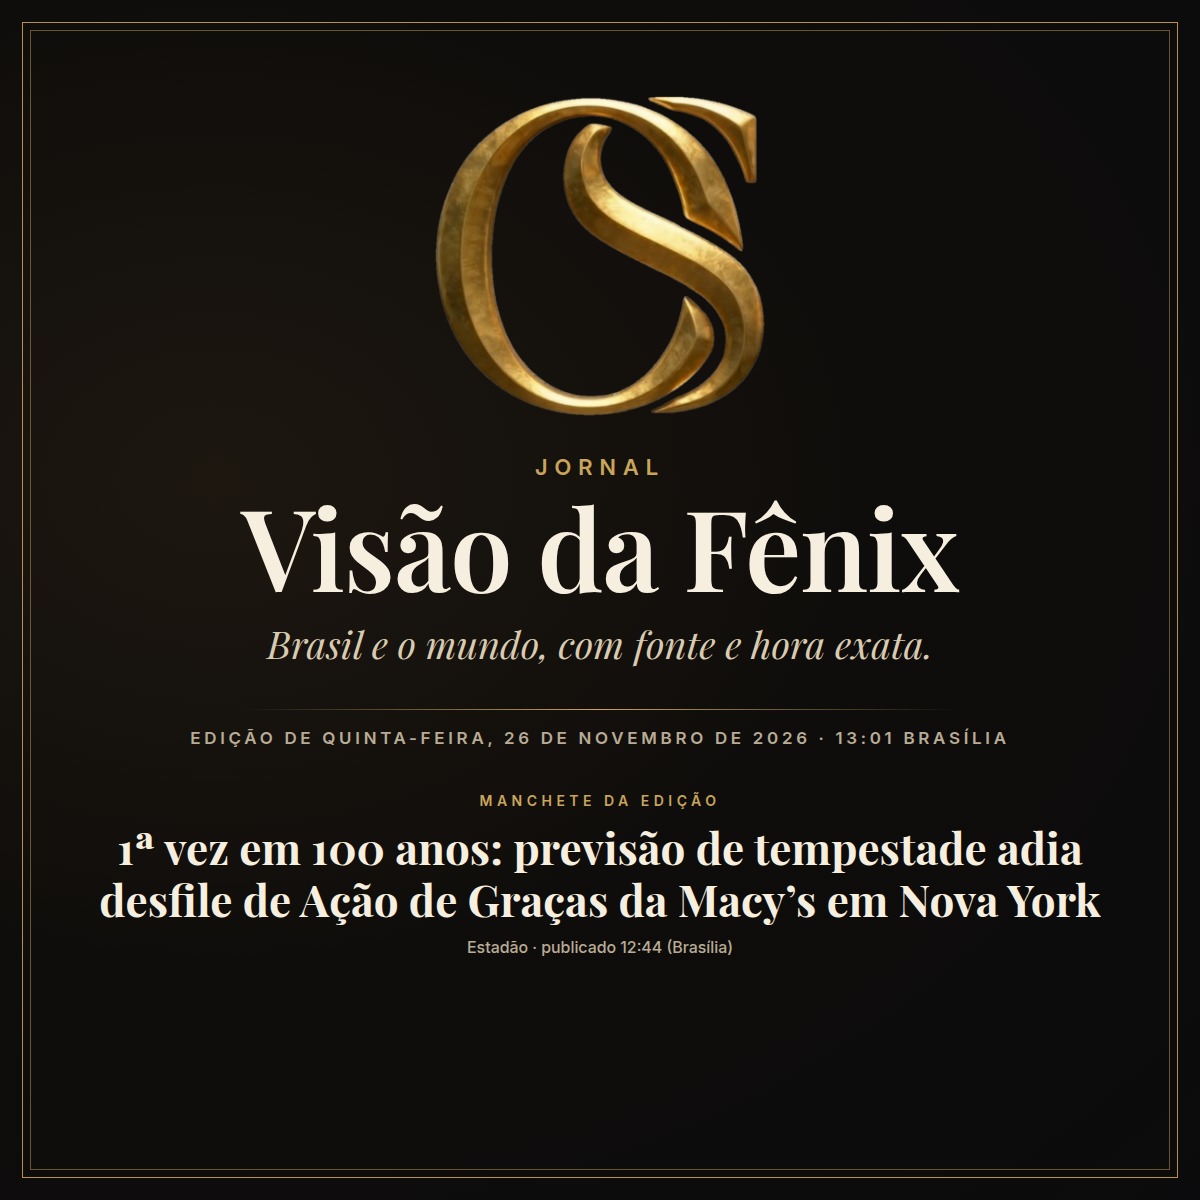 CS
JORNAL
Visão da Fênix
Brasil e o mundo, com fonte e hora exata.
EDIÇÃO DE QUINTA-FEIRA, 26 DE NOVEMBRO DE 2026 · 13:01 BRASÍLIA
MANCHETE DA EDIÇÃO
1ª vez em 100 anos: previsão de tempestade adia
desfile de Ação de Graças da Macy’s em Nova York
Estadão · publicado 12:44 (Brasília)